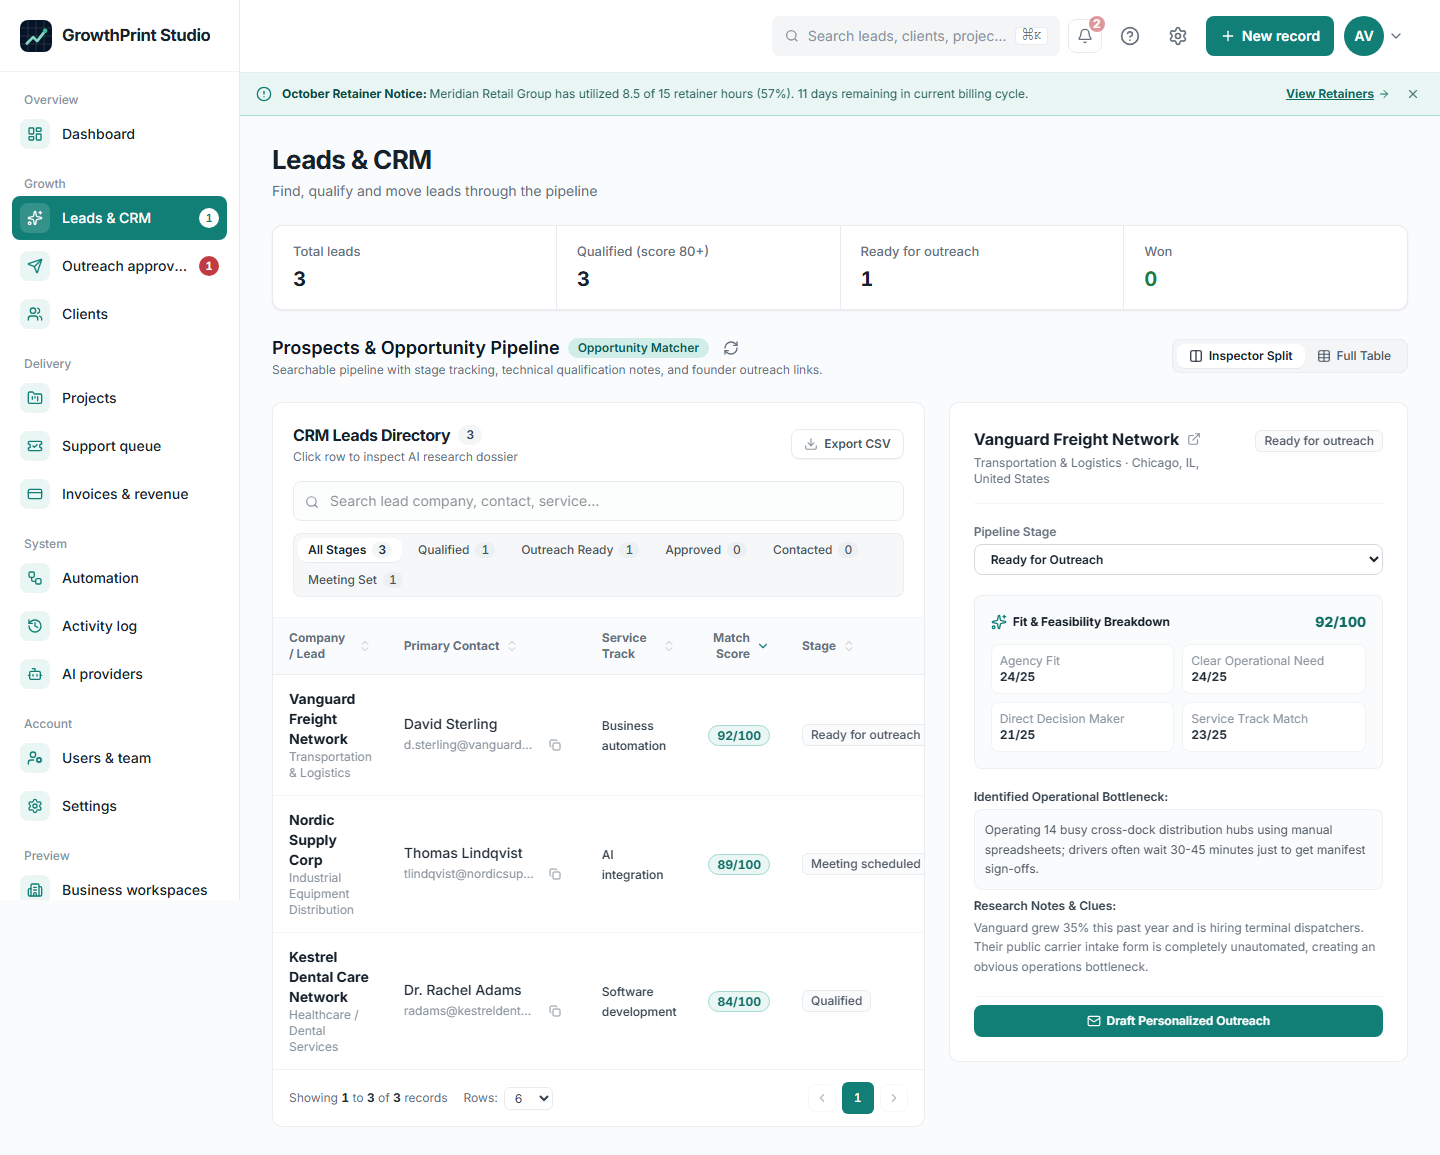 GrowthPrint Studio
Search leads, clients, projec...
⌘K
2
New record
AV
October Retainer Notice: Meridian Retail Group has utilized 8.5 of 15 retainer hours (57%). 11 days remaining in current billing cycle.
View Retainers →
Overview
Dashboard
Growth
Leads & CRM
1
Outreach approv...
1
Clients
Delivery
Projects
Support queue
Invoices & revenue
System
Automation
Activity log
AI providers
Account
Users & team
Settings
Preview
Business workspaces
Leads & CRM
Find, qualify and move leads through the pipeline
Total leads
3
Qualified (score 80+)
3
Ready for outreach
1
Won
0
Prospects & Opportunity Pipeline
Opportunity Matcher
Searchable pipeline with stage tracking, technical qualification notes, and founder outreach links.
Inspector Split
Full Table
CRM Leads Directory 3
Click row to inspect AI research dossier
Export CSV
Search lead company, contact, service...
All Stages 3
Qualified 1
Outreach Ready 1
Approved 0
Contacted 0
Meeting Set 1
Company
/ Lead
Primary Contact
Service
Track
Match
Score
Stage
Vanguard
Freight
Network
Transportation
& Logistics
David Sterling
d.sterling@vanguard...
Business
automation
92/100
Ready for outreach
Nordic
Supply
Corp
Industrial
Equipment
Distribution
Thomas Lindqvist
tlindqvist@nordicsup...
AI
integration
89/100
Meeting scheduled
Kestrel
Dental Care
Network
Healthcare /
Dental
Services
Dr. Rachel Adams
radams@kestreldent...
Software
development
84/100
Qualified
Showing 1 to 3 of 3 records
Rows: 6
1
Vanguard Freight Network
Ready for outreach
Transportation & Logistics · Chicago, IL,
United States
Pipeline Stage
Ready for Outreach
Fit & Feasibility Breakdown
92/100
Agency Fit
24/25
Clear Operational Need
24/25
Direct Decision Maker
21/25
Service Track Match
23/25
Identified Operational Bottleneck:
Operating 14 busy cross-dock distribution hubs using manual
spreadsheets; drivers often wait 30-45 minutes just to get manifest
sign-offs.
Research Notes & Clues:
Vanguard grew 35% this past year and is hiring terminal dispatchers.
Their public carrier intake form is completely unautomated, creating an
obvious operations bottleneck.
Draft Personalized Outreach